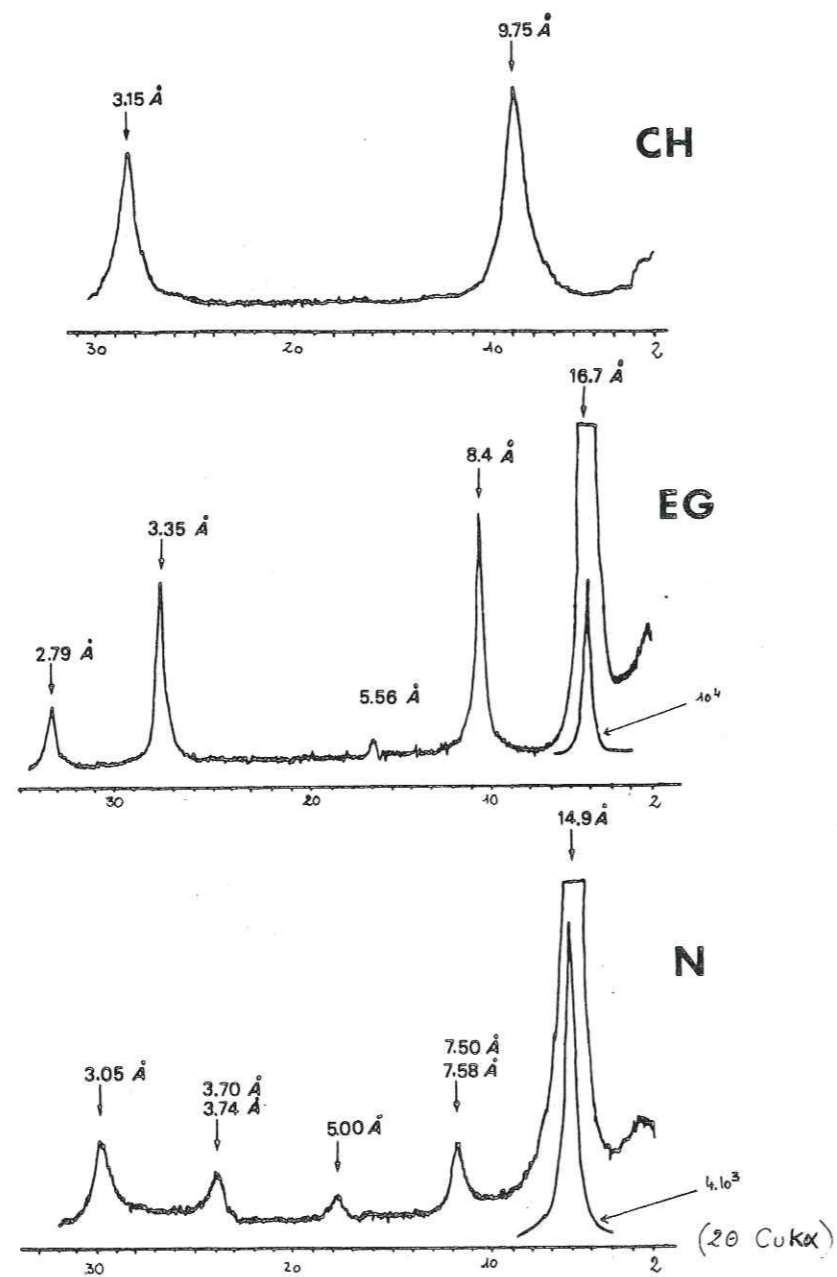 9.75 Å
3.15 Å
CH
30 20 10 2
16.7 Å
8.4 Å
EG
3.35 Å
2.79 Å
5.56 Å
10⁴
30 20 10 2
14.9 Å
N
7.50 Å
7.58 Å
3.05 Å
3.70 Å
3.74 Å
5.00 Å
4.10³
(2θ CuKα)
30 20 10 2